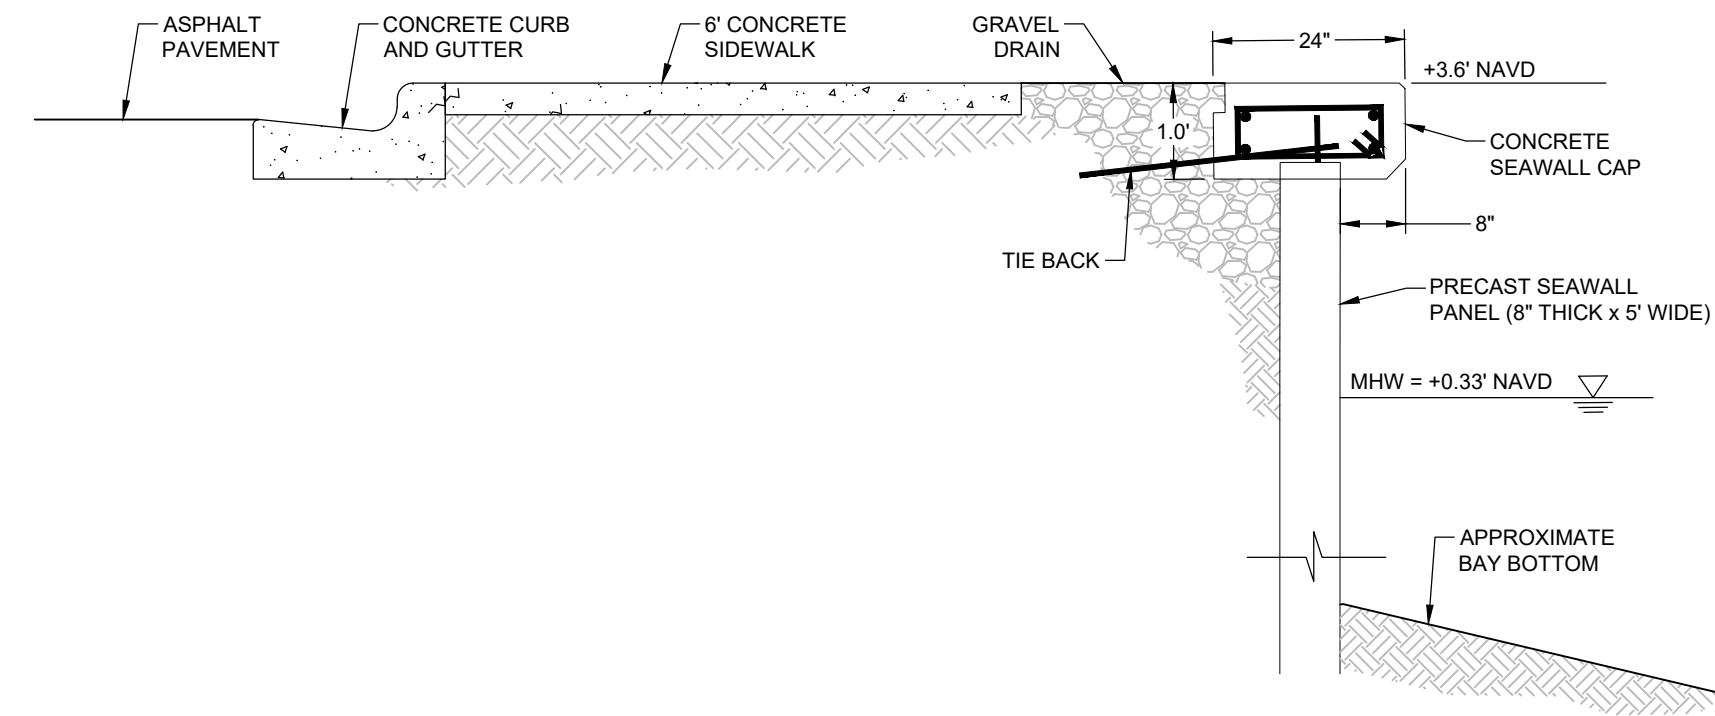 ASPHALT
PAVEMENT
CONCRETE CURB
AND GUTTER
6' CONCRETE
SIDEWALK
GRAVEL
DRAIN
24"
+3.6' NAVD
1.0'
CONCRETE
SEAWALL CAP
8"
TIE BACK
PRECAST SEAWALL
PANEL (8" THICK x 5' WIDE)
MHW = +0.33' NAVD
APPROXIMATE
BAY BOTTOM